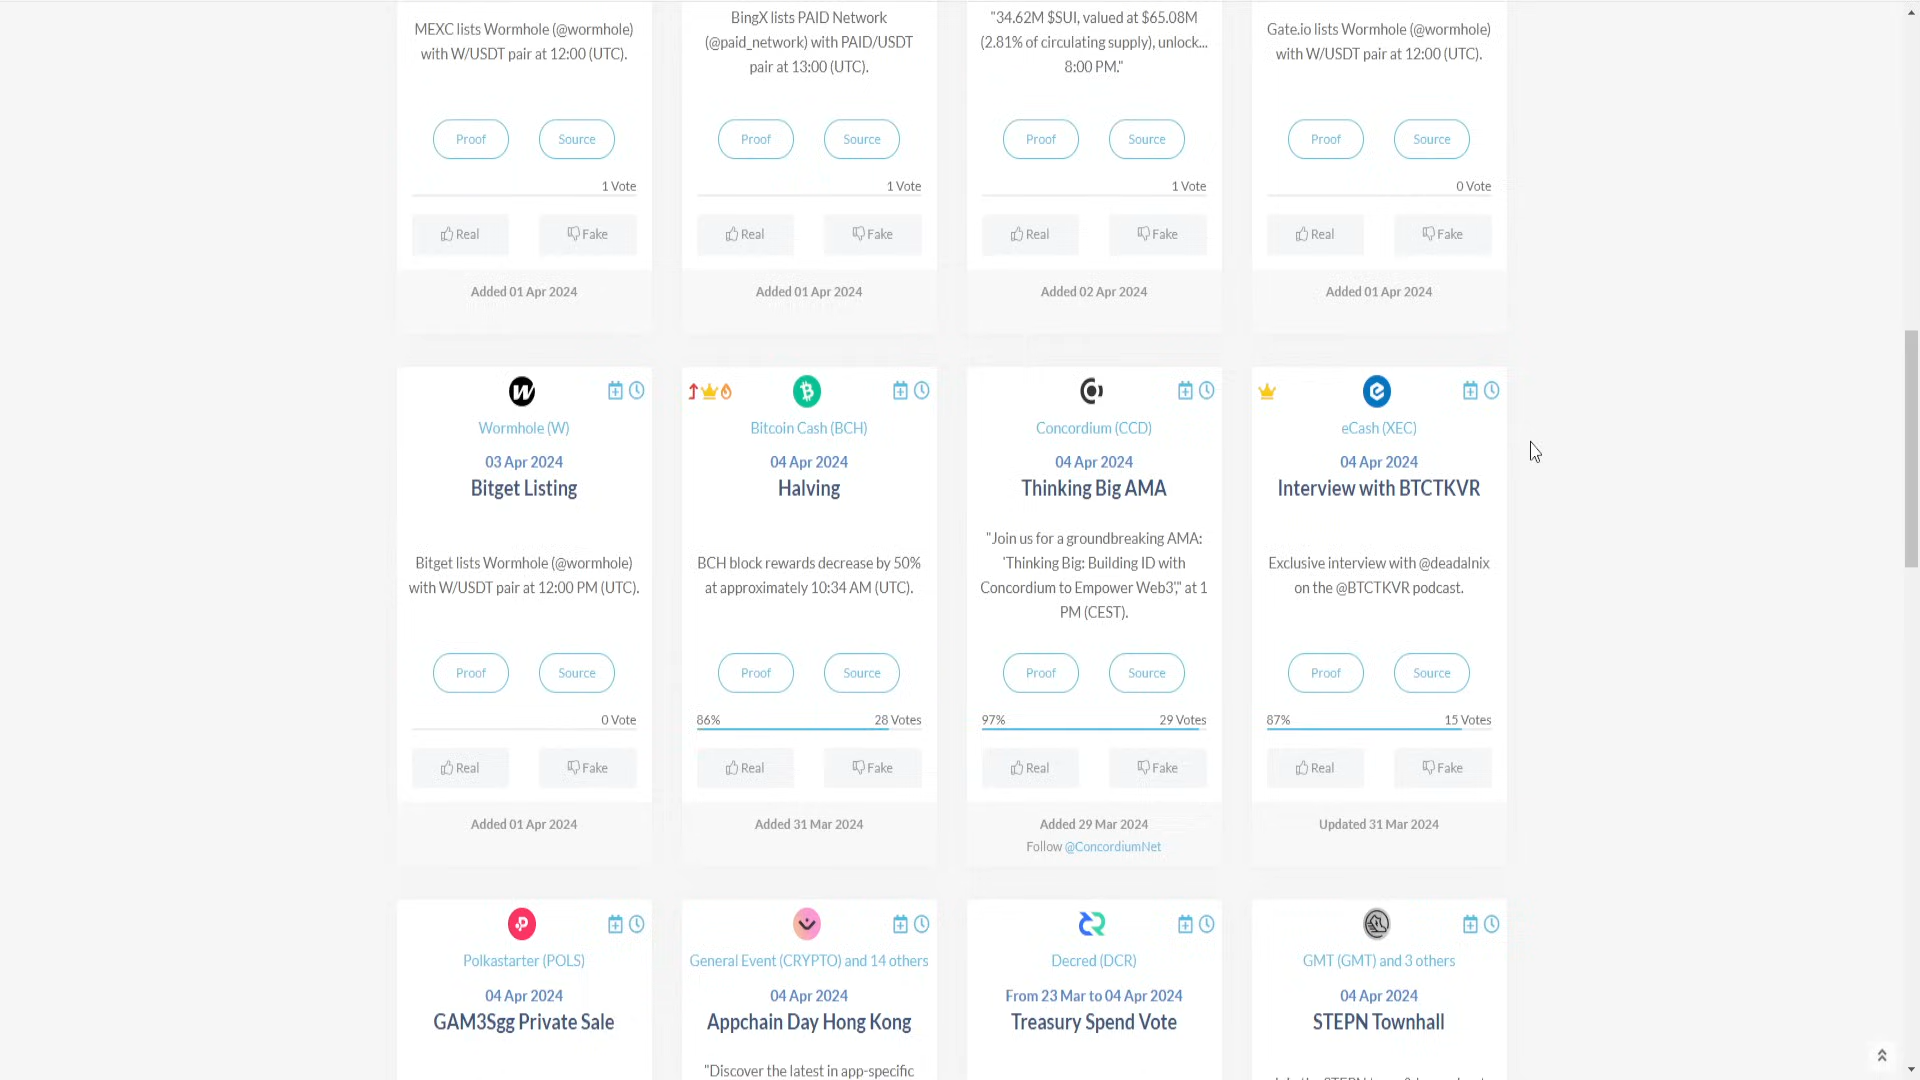 MEXC lists Wormhole (@wormhole)
with W/USDT pair at 12:00 (UTC).
Proof
Source
1 Vote
Real
Fake
Added 01 Apr 2024
BingX lists PAID Network
(@paid_network) with PAID/USDT
pair at 13:00 (UTC).
Proof
Source
1 Vote
Real
Fake
Added 01 Apr 2024
"34.62M $SUI, valued at $65.08M
(2.81% of circulating supply), unlock...
8:00 PM."
Proof
Source
1 Vote
Real
Fake
Added 02 Apr 2024
Gate.io lists Wormhole (@wormhole)
with W/USDT pair at 12:00 (UTC).
Proof
Source
0 Vote
Real
Fake
Added 01 Apr 2024
Wormhole (W)
03 Apr 2024
Bitget Listing
Bitget lists Wormhole (@wormhole)
with W/USDT pair at 12:00 PM (UTC).
Proof
Source
0 Vote
Real
Fake
Added 01 Apr 2024
Bitcoin Cash (BCH)
04 Apr 2024
Halving
BCH block rewards decrease by 50%
at approximately 10:34 AM (UTC).
Proof
Source
86%
28 Votes
Real
Fake
Added 31 Mar 2024
Concordium (CCD)
04 Apr 2024
Thinking Big AMA
"Join us for a groundbreaking AMA:
'Thinking Big: Building ID with
Concordium to Empower Web3'," at 1
PM (CEST).
Proof
Source
97%
29 Votes
Real
Fake
Added 29 Mar 2024
Follow @ConcordiumNet
eCash (XEC)
04 Apr 2024
Interview with BTCTKVR
Exclusive interview with @deadalnix
on the @BTCTKVR podcast.
Proof
Source
87%
15 Votes
Real
Fake
Updated 31 Mar 2024
Polkastarter (POLS)
04 Apr 2024
GAM3Sgg Private Sale
General Event (CRYPTO) and 14 others
04 Apr 2024
Appchain Day Hong Kong
"Discover the latest in app-specific
Decred (DCR)
From 23 Mar to 04 Apr 2024
Treasury Spend Vote
GMT (GMT) and 3 others
04 Apr 2024
STEPN Townhall